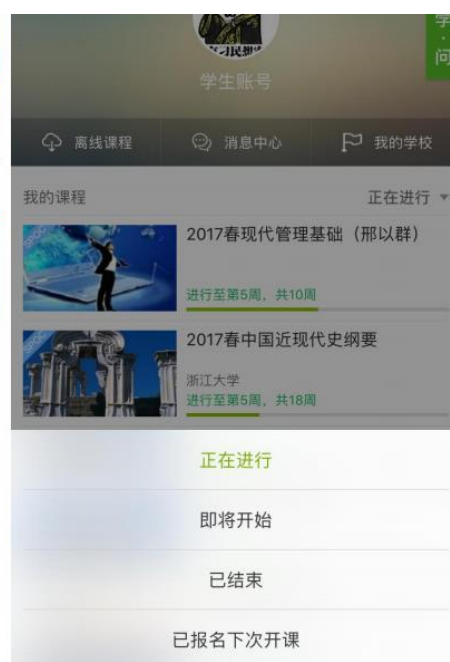 学
·
问
学生账号
离线课程
消息中心
我的学校
我的课程
正在进行
SPOC
2017春现代管理基础（邢以群）
进行至第5周，共10周
SPOC
2017春中国近现代史纲要
浙江大学
进行至第5周，共18周
正在进行
即将开始
已结束
已报名下次开课